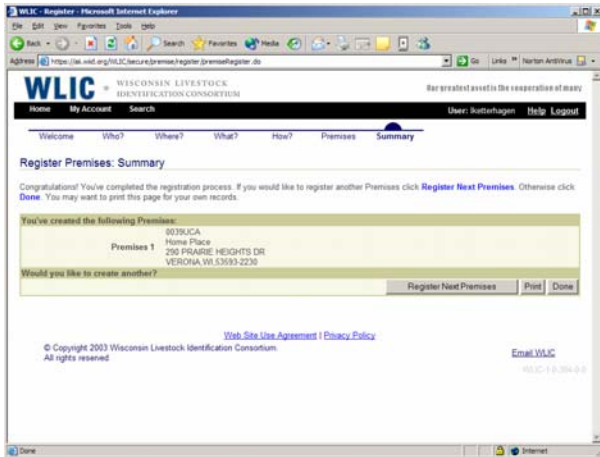 WLIC - Register - Microsoft Internet Explorer
File Edit View Favorites Tools Help
Back Search Favorites Media
Address https://lai.wiid.org/WLIC/secure/premise/register/premiseRegister.do Go Links Norton AntiVirus
WLIC WISCONSIN LIVESTOCK
IDENTIFICATION CONSORTIUM
Our greatest asset is the cooperation of many
Home My Account Search User: lketterhagen Help Logout
Welcome Who? Where? What? How? Premises Summary
Register Premises: Summary
Congratulations! You've completed the registration process. If you would like to register another Premises click Register Next Premises. Otherwise click
Done. You may want to print this page for your own records.
You've created the following Premises:
0039UCA
Premises 1 Home Place
290 PRAIRIE HEIGHTS DR
VERONA,WI,53593-2230
Would you like to create another?
Register Next Premises Print Done
Web Site Use Agreement | Privacy Policy
© Copyright 2003 Wisconsin Livestock Identification Consortium.
All rights reserved
Email WLIC
Done Internet